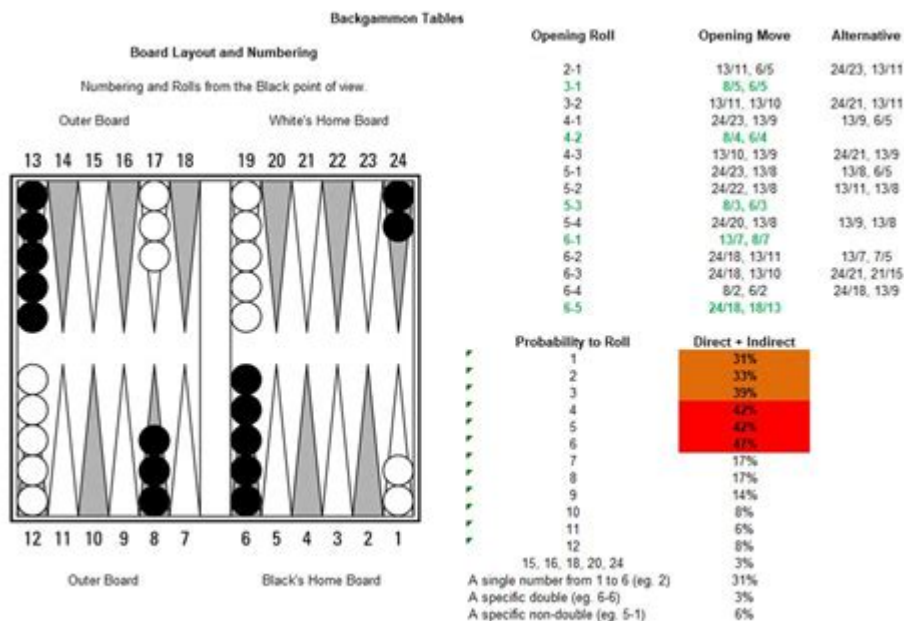 Backgammon Tables
Board Layout and Numbering
Numbering and Rolls from the Black point of view.
Outer Board White's Home Board
13 14 15 16 17 18 19 20 21 22 23 24
12 11 10 9 8 7 6 5 4 3 2 1
Outer Board Black's Home Board
Opening Roll Opening Move Alternative
2-1 13/11, 6/5 24/23, 13/11
3-1 8/5, 6/5
3-2 13/11, 13/10 24/21, 13/11
4-1 24/23, 13/9 13/9, 6/5
4-2 8/4, 6/4
4-3 13/10, 13/9 24/21, 13/9
5-1 24/23, 13/8 13/8, 6/5
5-2 24/22, 13/8 13/11, 13/8
5-3 8/3, 6/3
5-4 24/20, 13/8 13/9, 13/8
6-1 13/7, 8/7
6-2 24/18, 13/11 13/7, 7/5
6-3 24/18, 13/10 24/21, 21/15
6-4 8/2, 6/2 24/18, 13/9
6-5 24/18, 18/13
Probability to Roll Direct + Indirect
1 31%
2 33%
3 39%
4 42%
5 42%
6 47%
7 17%
8 17%
9 14%
10 8%
11 6%
12 8%
15, 16, 18, 20, 24 3%
A single number from 1 to 6 (eg. 2) 31%
A specific double (eg. 6-6) 3%
A specific non-double (eg. 5-1) 6%